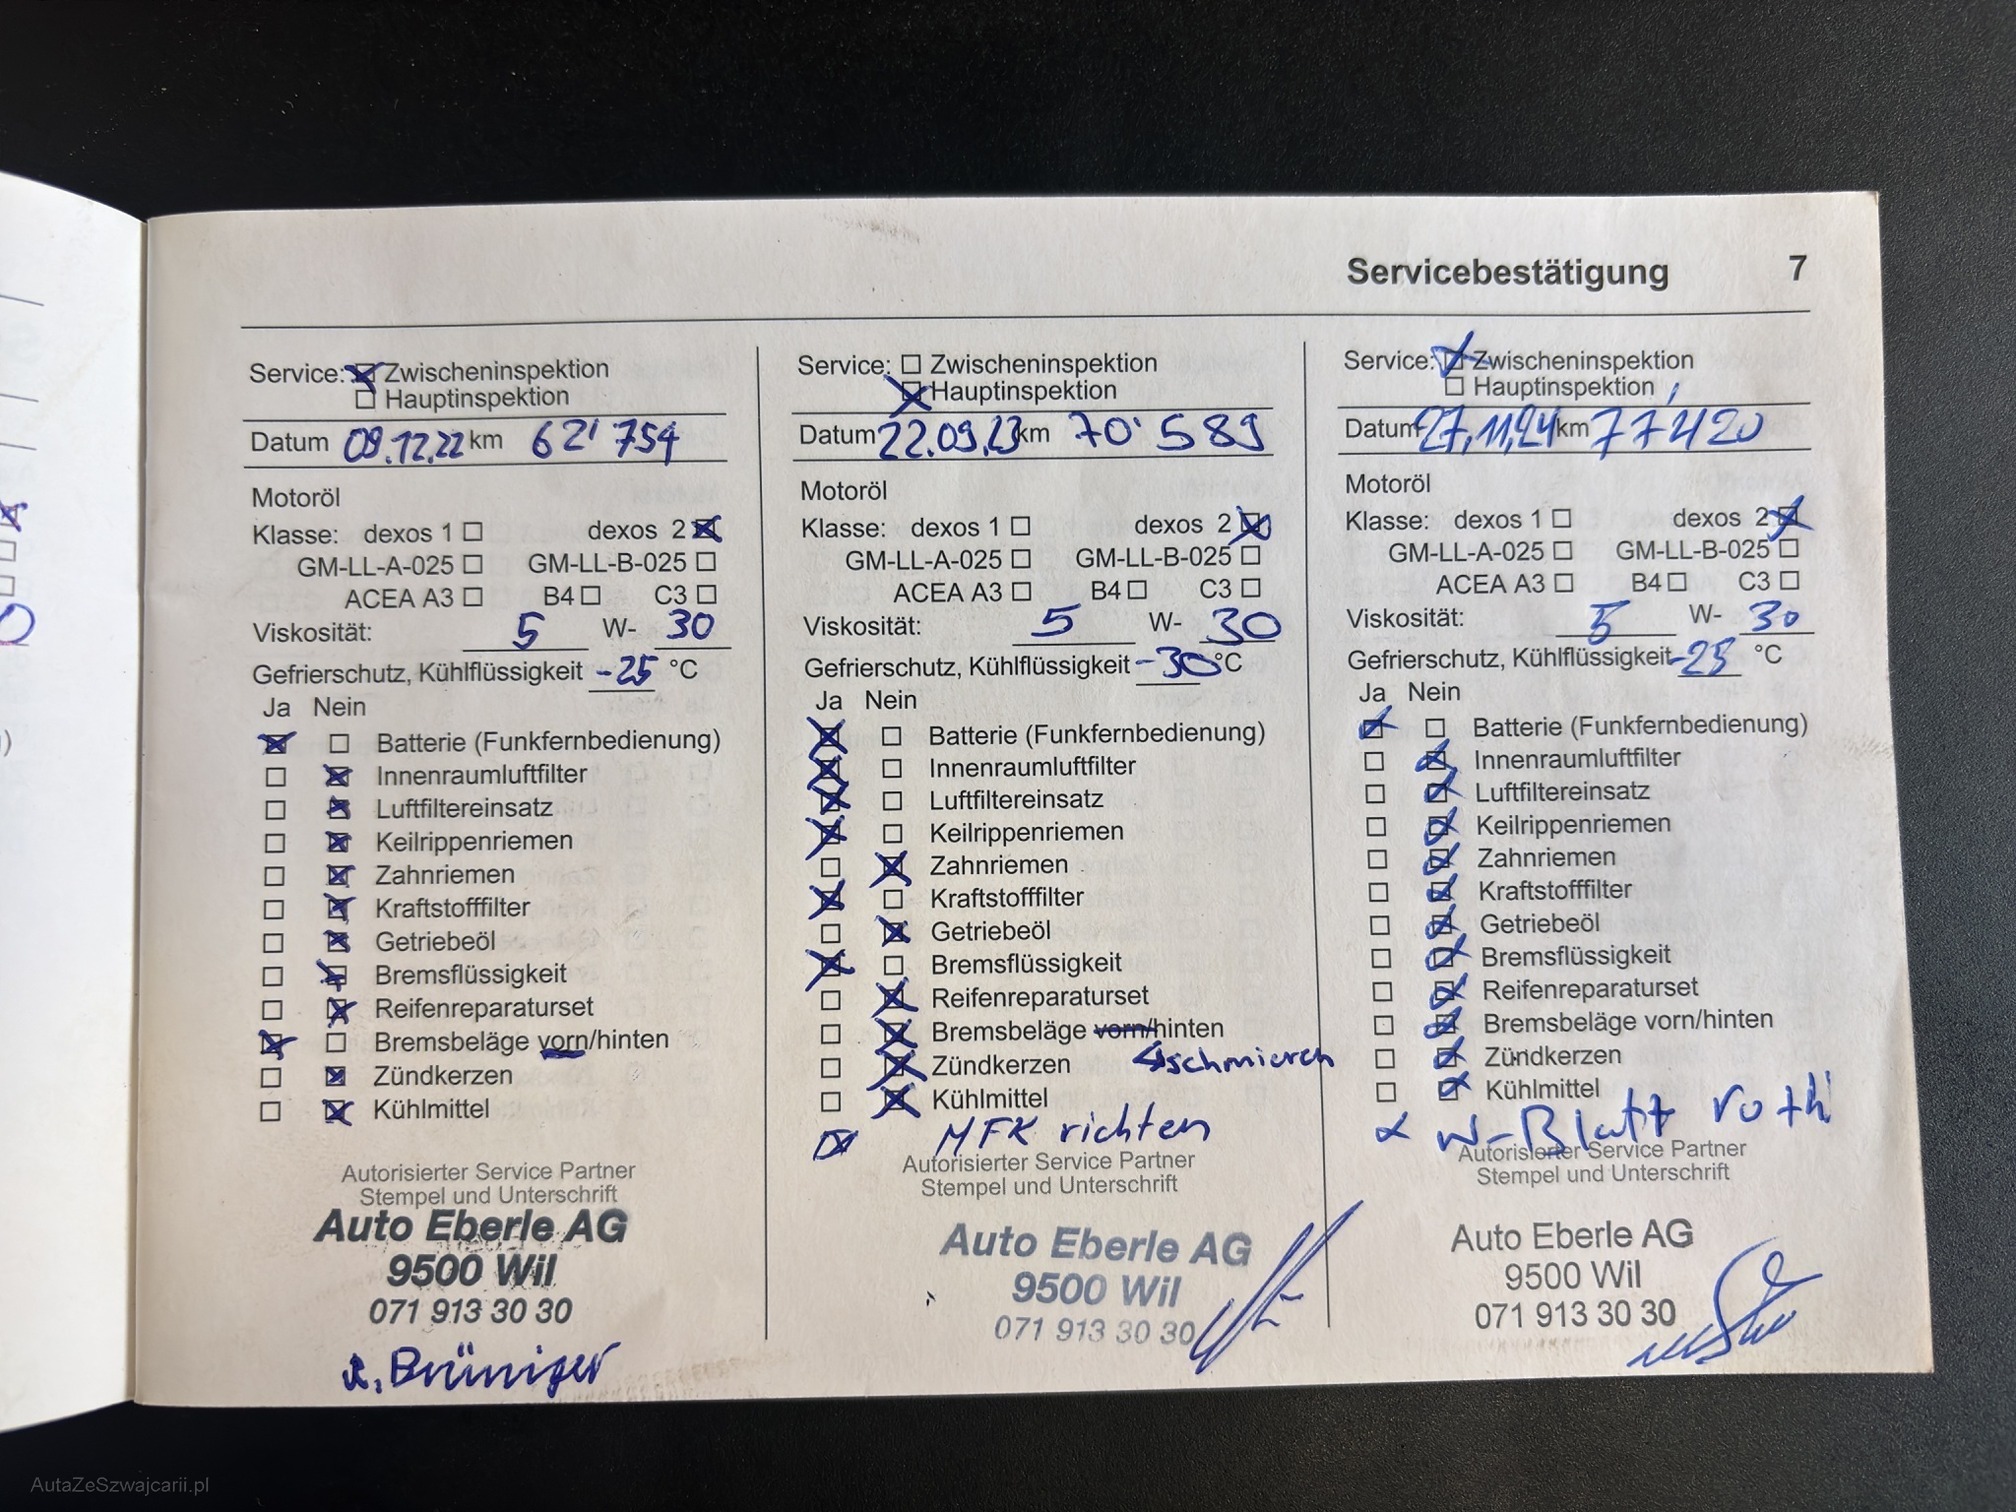 Servicebestätigung 7
Service: Zwischeninspektion
Hauptinspektion
Datum 09.12.22 km 62'754
Motoröl
Klasse: dexos 1 dexos 2
GM-LL-A-025 GM-LL-B-025
ACEA A3 B4 C3
Viskosität: 5 W- 30
Gefrierschutz, Kühlflüssigkeit -25 °C
Ja Nein
Batterie (Funkfernbedienung)
Innenraumluftfilter
Luftfiltereinsatz
Keilrippenriemen
Zahnriemen
Kraftstofffilter
Getriebeöl
Bremsflüssigkeit
Reifenreparaturset
Bremsbeläge vorn/hinten
Zündkerzen
Kühlmittel
Autorisierter Service Partner
Stempel und Unterschrift
Auto Eberle AG
9500 Wil
071 913 30 30
Service: Zwischeninspektion
Hauptinspektion
Datum 22.09.23 km 70'589
Motoröl
Klasse: dexos 1 dexos 2
GM-LL-A-025 GM-LL-B-025
ACEA A3 B4 C3
Viskosität: 5 W- 30
Gefrierschutz, Kühlflüssigkeit -30 °C
Ja Nein
Batterie (Funkfernbedienung)
Innenraumluftfilter
Luftfiltereinsatz
Keilrippenriemen
Zahnriemen
Kraftstofffilter
Getriebeöl
Bremsflüssigkeit
Reifenreparaturset
Bremsbeläge vorn/hinten
Zündkerzen schmieren
Kühlmittel
MFK richten
Autorisierter Service Partner
Stempel und Unterschrift
Auto Eberle AG
9500 Wil
071 913 30 30
Service: Zwischeninspektion
Hauptinspektion
Datum 27.11.24 km 77'420
Motoröl
Klasse: dexos 1 dexos 2
GM-LL-A-025 GM-LL-B-025
ACEA A3 B4 C3
Viskosität: 5 W- 30
Gefrierschutz, Kühlflüssigkeit -25 °C
Ja Nein
Batterie (Funkfernbedienung)
Innenraumluftfilter
Luftfiltereinsatz
Keilrippenriemen
Zahnriemen
Kraftstofffilter
Getriebeöl
Bremsflüssigkeit
Reifenreparaturset
Bremsbeläge vorn/hinten
Zündkerzen
Kühlmittel
W-Blatt
Autorisierter Service Partner
Stempel und Unterschrift
Auto Eberle AG
9500 Wil
071 913 30 30
AutaZeSzwajcarii.pl